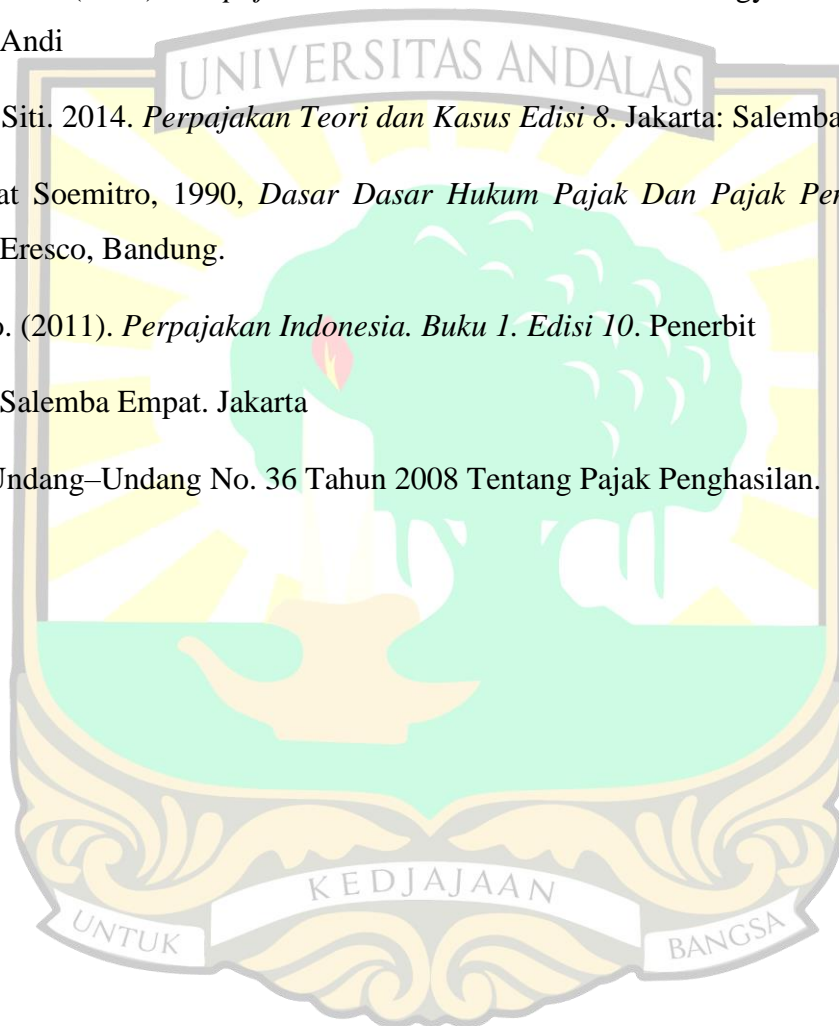 Andi
UNIVERSITAS ANDALAS
Siti. 2014. Perpajakan Teori dan Kasus Edisi 8. Jakarta: Salemba
at Soemitro, 1990, Dasar Dasar Hukum Pajak Dan Pajak Pen
Eresco, Bandung.
o. (2011). Perpajakan Indonesia. Buku 1. Edisi 10. Penerbit
Salemba Empat. Jakarta
Undang–Undang No. 36 Tahun 2008 Tentang Pajak Penghasilan.
UNTUK KEDJAJAAN BANGSA